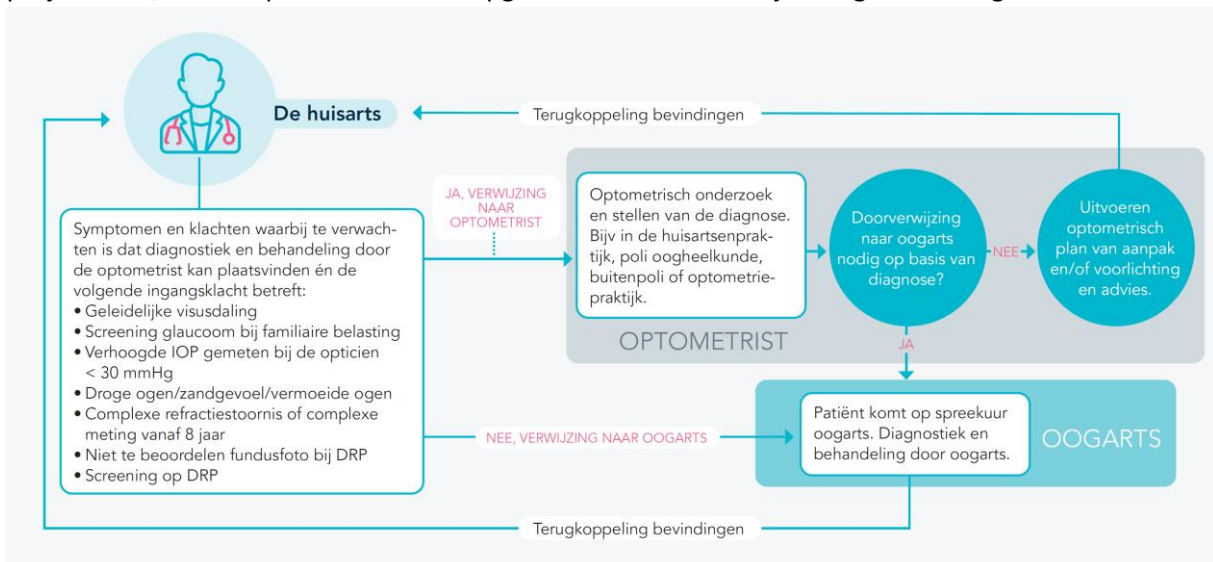 De huisarts
Terugkoppeling bevindingen
Symptomen en klachten waarbij te verwach-
ten is dat diagnostiek en behandeling door
de optometrist kan plaatsvinden én de
volgende ingangsklacht betreft:
• Geleidelijke visusdaling
• Screening glaucoom bij familiaire belasting
• Verhoogde IOP gemeten bij de opticien
< 30 mmHg
• Droge ogen/zandgevoel/vermoeide ogen
• Complexe refractiestoornis of complexe
meting vanaf 8 jaar
• Niet te beoordelen fundusfoto bij DRP
• Screening op DRP
JA, VERWIJZING
NAAR
OPTOMETRIST
Optometrisch onderzoek
en stellen van de diagnose.
Bijv in de huisartsenprak-
tijk, poli oogheelkunde,
buitenpoli of optometrie-
praktijk.
Doorverwijzing
naar oogarts
nodig op basis van
diagnose?
NEE
Uitvoeren
optometrisch
plan van aanpak
en/of voorlichting
en advies.
OPTOMETRIST
JA
NEE, VERWIJZING NAAR OOGARTS
Patiënt komt op spreekuur
oogarts. Diagnostiek en
behandeling door oogarts.
OOGARTS
Terugkoppeling bevindingen